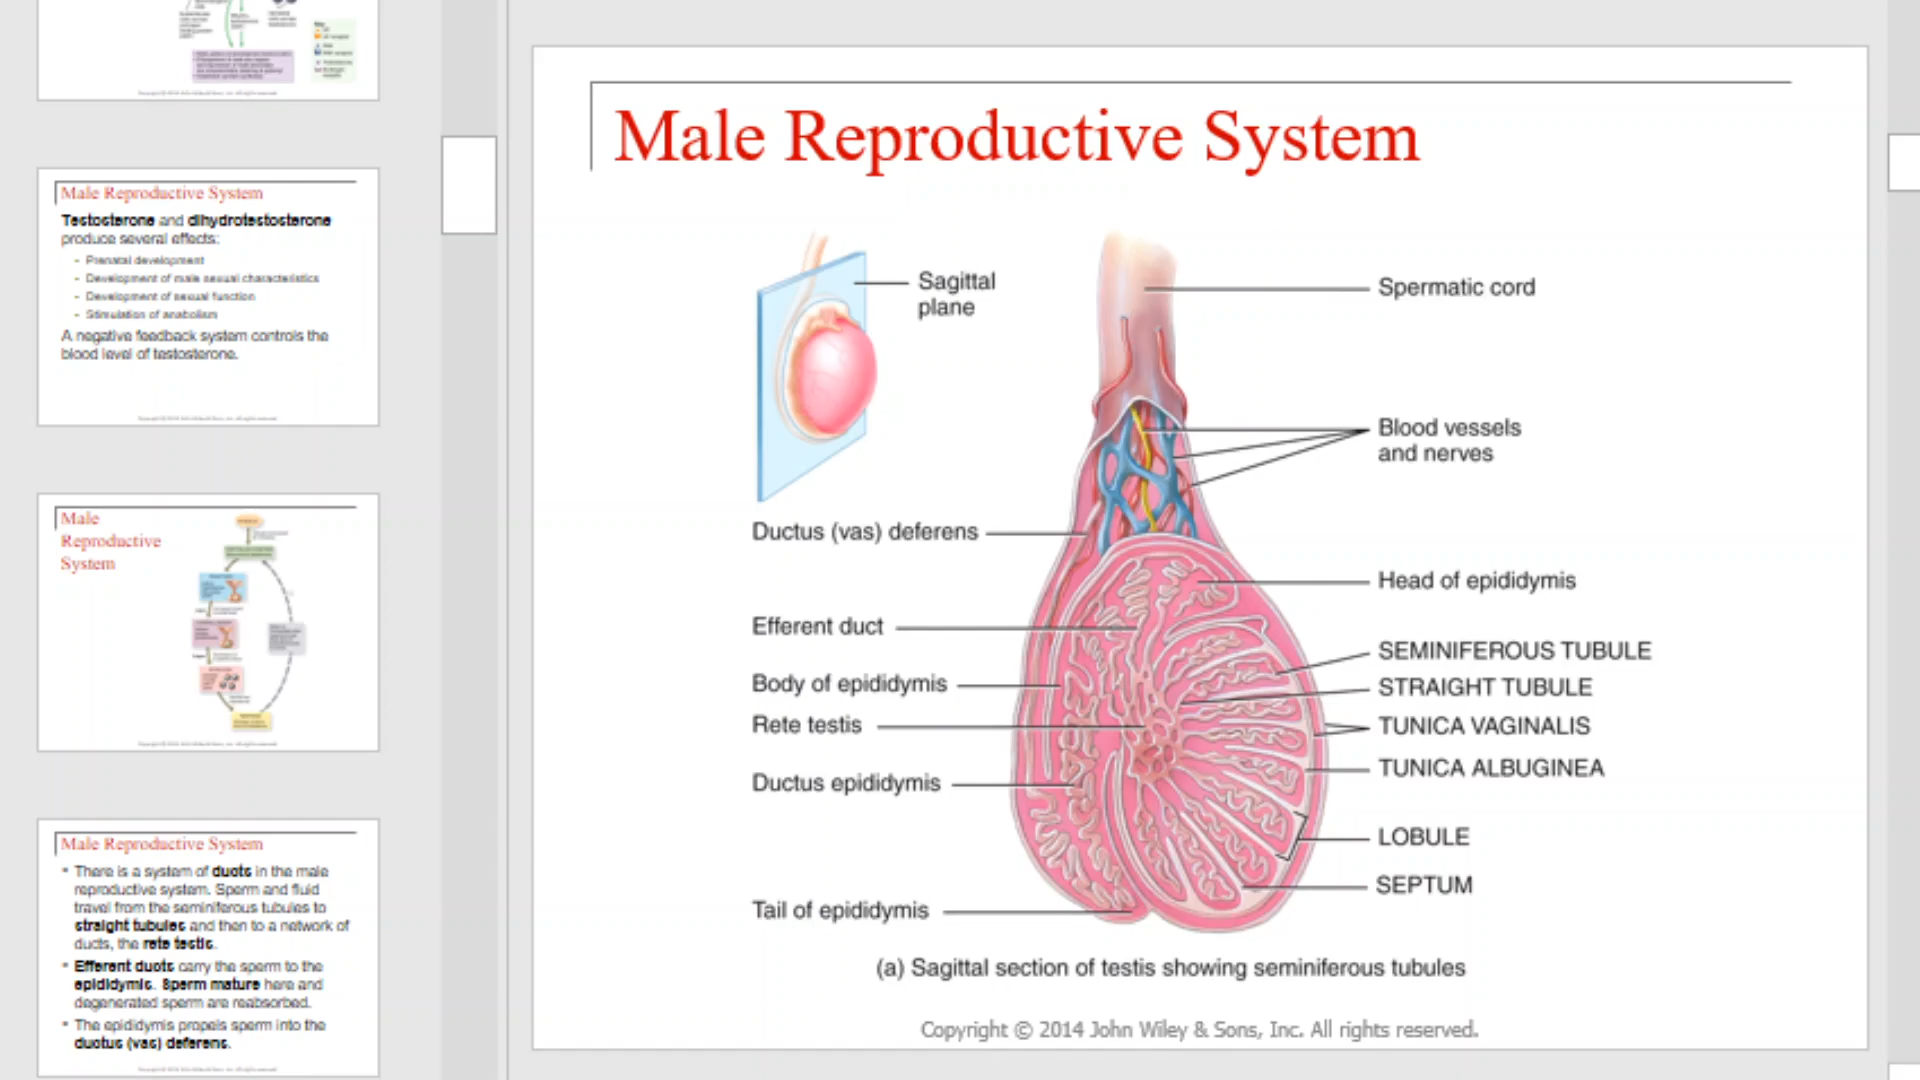 Male Reproductive System
Testosterone and dihydrotestosterone
produce several effects:
- Prenatal development
- Development of male sexual characteristics
- Development of sexual function
- Stimulation of anabolism
A negative feedback system controls the
blood level of testosterone.
Male
Reproductive
System
Male Reproductive System
There is a system of ducts in the male
reproductive system. Sperm and fluid
travel from the seminiferous tubules to
straight tubules and then to a network of
ducts, the rete testis.
Efferent ducts carry the sperm to the
epididymis. Sperm mature here and
degenerated sperm are reabsorbed.
The epididymis propels sperm into the
ductus (vas) deferens.
Male Reproductive System
Sagittal
plane
Spermatic cord
Blood vessels
and nerves
Ductus (vas) deferens
Head of epididymis
Efferent duct
SEMINIFEROUS TUBULE
Body of epididymis
STRAIGHT TUBULE
Rete testis
TUNICA VAGINALIS
TUNICA ALBUGINEA
Ductus epididymis
LOBULE
SEPTUM
Tail of epididymis
(a) Sagittal section of testis showing seminiferous tubules
Copyright © 2014 John Wiley & Sons, Inc. All rights reserved.